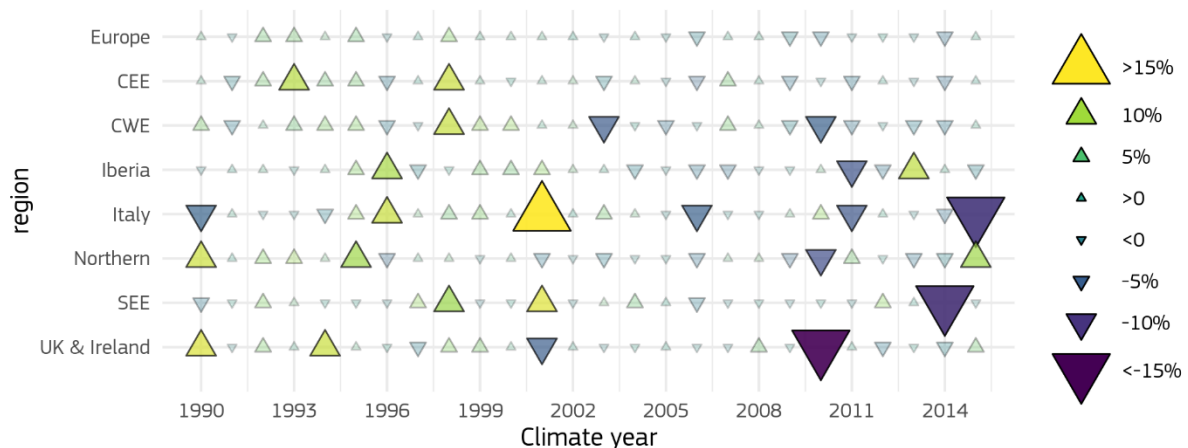 Europe
CEE
CWE
Iberia
Italy
Northern
SEE
UK & Ireland
region
1990 1993 1996 1999 2002 2005 2008 2011 2014
Climate year
>15%
10%
5%
>0
<0
-5%
-10%
<-15%